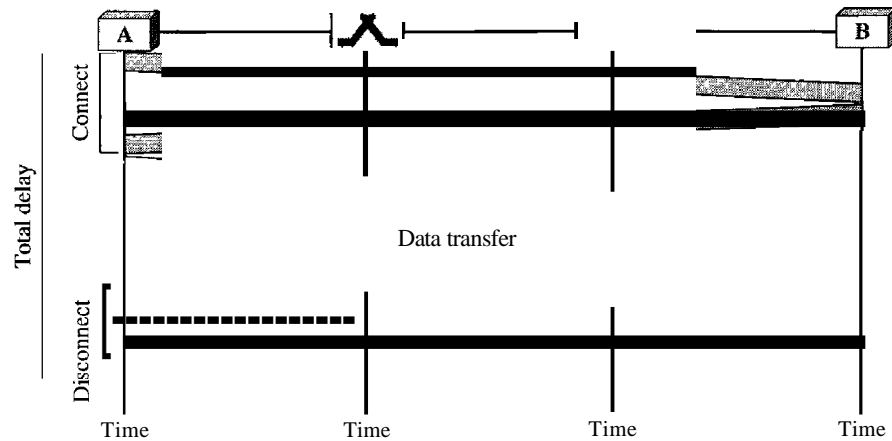 A
B
Connect
Total delay
Data transfer
Disconnect
Time
Time
Time
Time